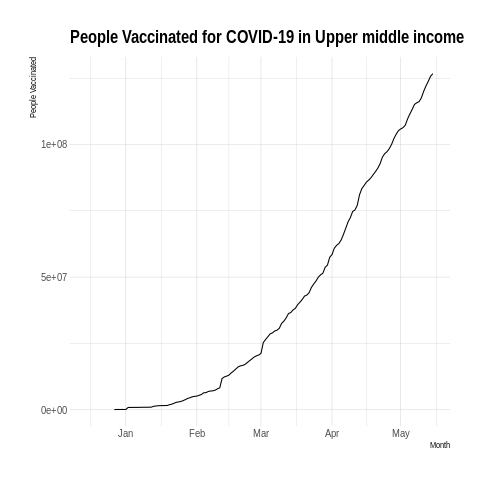 People Vaccinated for COVID-19 in Upper middle income
People Vaccinated
1e+08
5e+07
0e+00
Jan Feb Mar Apr May
Month